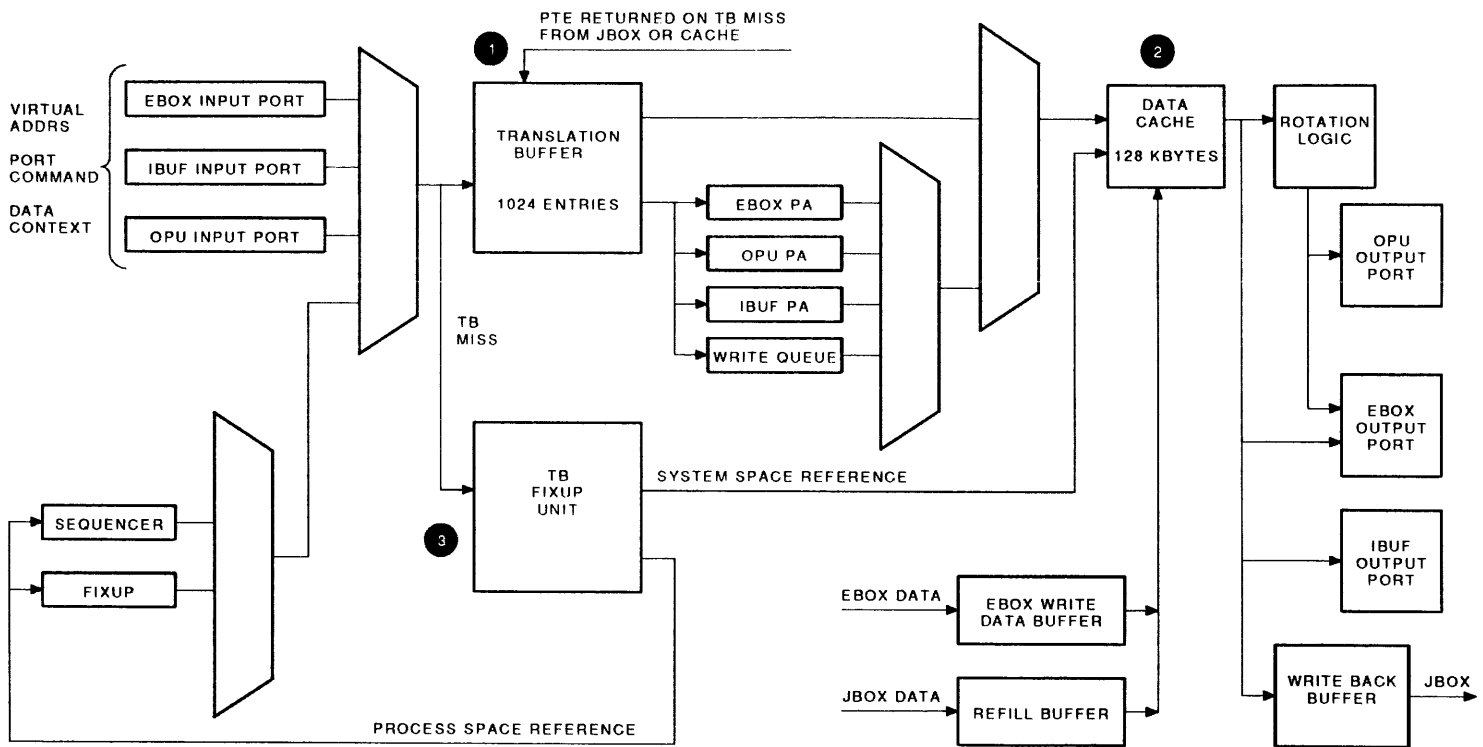 PTE RETURNED ON TB MISS
FROM JBOX OR CACHE
1
2
VIRTUAL
ADDRS
PORT
COMMAND
DATA
CONTEXT
EBOX INPUT PORT
IBUF INPUT PORT
OPU INPUT PORT
TRANSLATION
BUFFER
1024 ENTRIES
EBOX PA
OPU PA
IBUF PA
WRITE QUEUE
DATA
CACHE
128 KBYTES
ROTATION
LOGIC
OPU
OUTPUT
PORT
EBOX
OUTPUT
PORT
IBUF
OUTPUT
PORT
TB
MISS
TB
FIXUP
UNIT
3
SYSTEM SPACE REFERENCE
SEQUENCER
FIXUP
PROCESS SPACE REFERENCE
EBOX DATA
EBOX WRITE
DATA BUFFER
JBOX DATA
REFILL BUFFER
WRITE BACK
BUFFER
JBOX